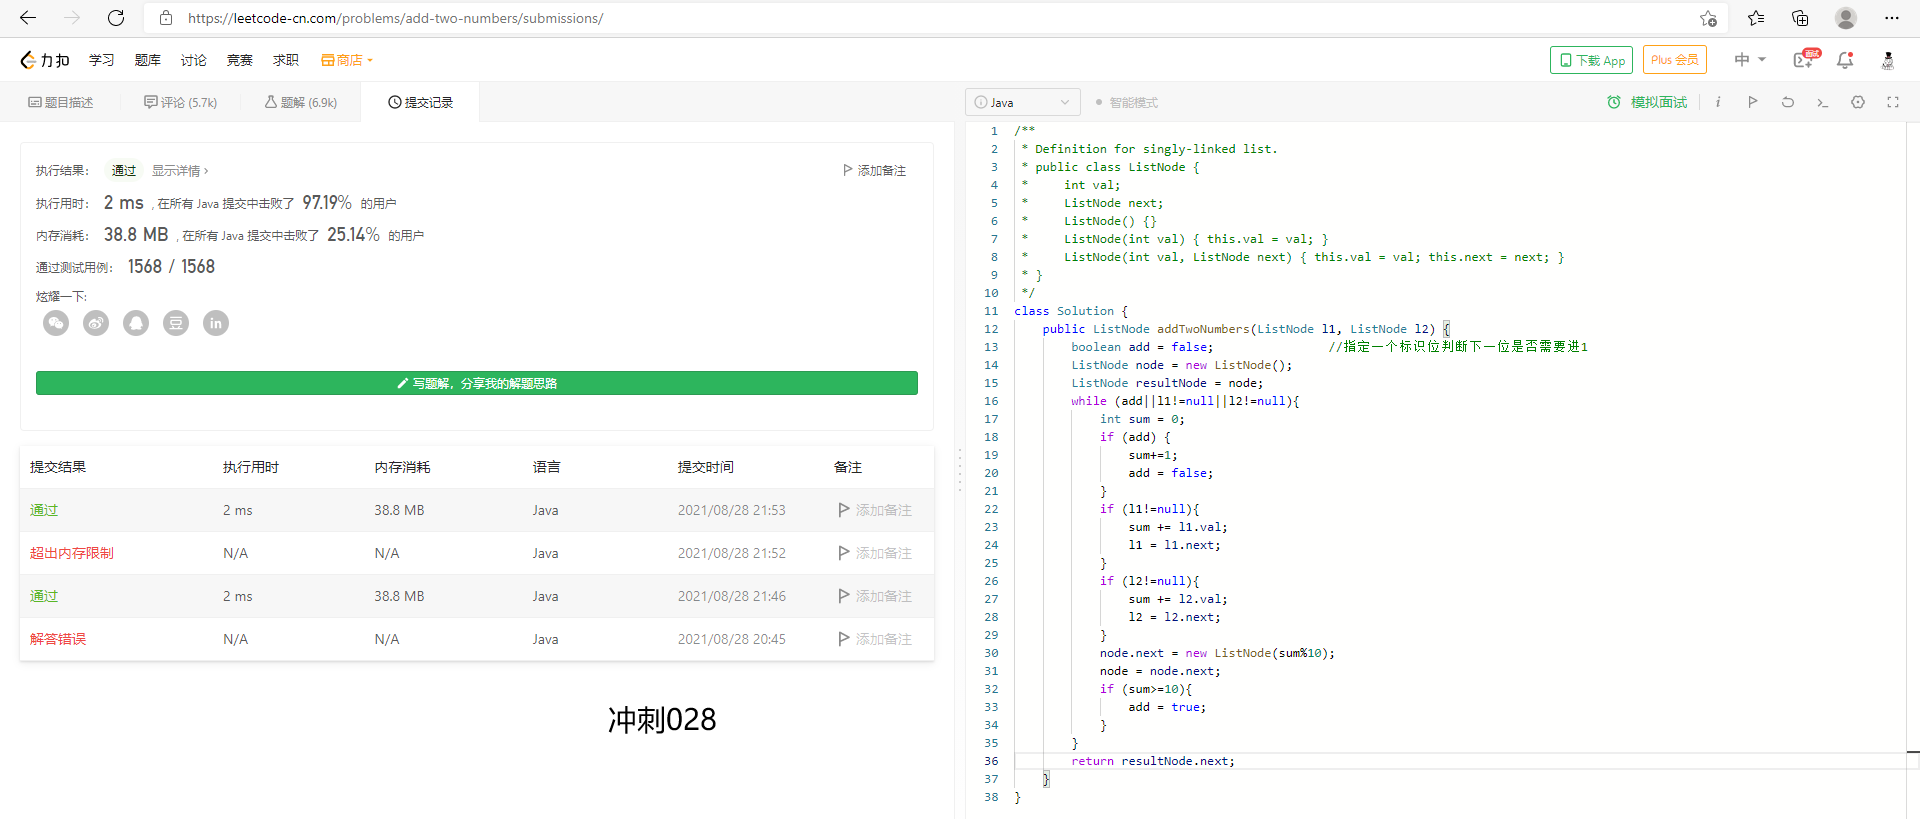 https://leetcode-cn.com/problems/add-two-numbers/submissions/
力扣 学习 题库 讨论 竞赛 求职 商店 下载 App Plus 会员 中 面试
题目描述 评论 (5.7k) 题解 (6.9k) 提交记录
执行结果： 通过 显示详情 › 添加备注
执行用时： 2 ms , 在所有 Java 提交中击败了 97.19% 的用户
内存消耗： 38.8 MB , 在所有 Java 提交中击败了 25.14% 的用户
通过测试用例： 1568 / 1568
炫耀一下:
豆 in
写题解，分享我的解题思路
提交结果 执行用时 内存消耗 语言 提交时间 备注
通过 2 ms 38.8 MB Java 2021/08/28 21:53 添加备注
超出内存限制 N/A N/A Java 2021/08/28 21:52 添加备注
通过 2 ms 38.8 MB Java 2021/08/28 21:46 添加备注
解答错误 N/A N/A Java 2021/08/28 20:45 添加备注
冲刺028
Java 智能模式 模拟面试 i
1 /**
2 * Definition for singly-linked list.
3 * public class ListNode {
4 *     int val;
5 *     ListNode next;
6 *     ListNode() {}
7 *     ListNode(int val) { this.val = val; }
8 *     ListNode(int val, ListNode next) { this.val = val; this.next = next; }
9 * }
10 */
11 class Solution {
12     public ListNode addTwoNumbers(ListNode l1, ListNode l2) {
13         boolean add = false;                //指定一个标识位判断下一位是否需要进1
14         ListNode node = new ListNode();
15         ListNode resultNode = node;
16         while (add||l1!=null||l2!=null){
17             int sum = 0;
18             if (add) {
19                 sum+=1;
20                 add = false;
21             }
22             if (l1!=null){
23                 sum += l1.val;
24                 l1 = l1.next;
25             }
26             if (l2!=null){
27                 sum += l2.val;
28                 l2 = l2.next;
29             }
30             node.next = new ListNode(sum%10);
31             node = node.next;
32             if (sum>=10){
33                 add = true;
34             }
35         }
36         return resultNode.next;
37     }
38 }